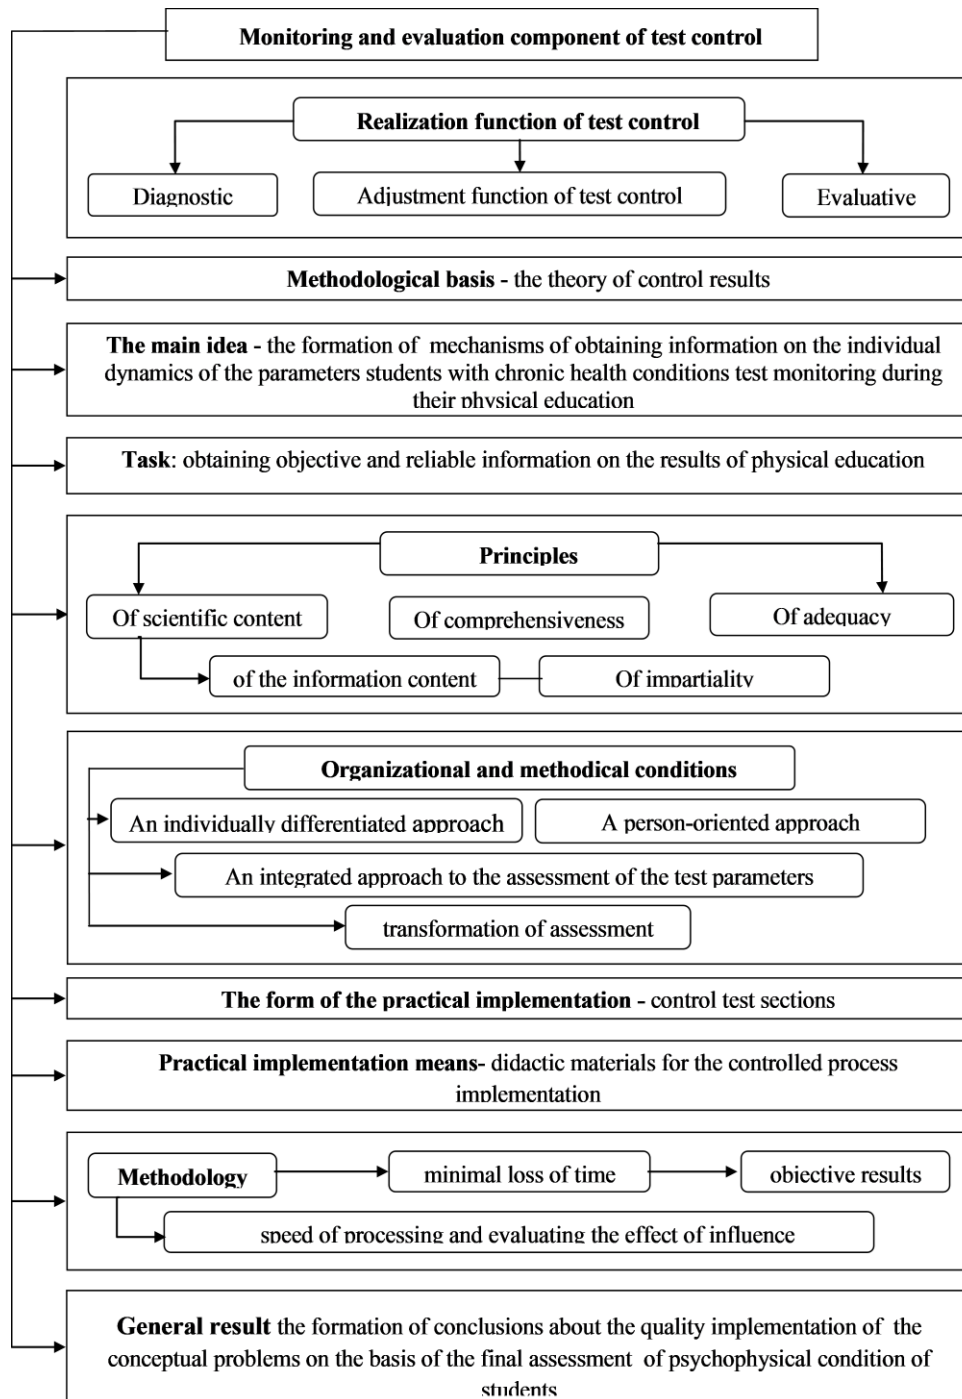 Monitoring and evaluation component of test control
Realization function of test control
Diagnostic
Adjustment function of test control
Evaluative
Methodological basis - the theory of control results
The main idea - the formation of mechanisms of obtaining information on the individual
dynamics of the parameters students with chronic health conditions test monitoring during
their physical education
Task: obtaining objective and reliable information on the results of physical education
Principles
Of scientific content
Of comprehensiveness
Of adequacy
of the information content
Of impartiality
Organizational and methodical conditions
An individually differentiated approach
A person-oriented approach
An integrated approach to the assessment of the test parameters
transformation of assessment
The form of the practical implementation - control test sections
Practical implementation means- didactic materials for the controlled process
implementation
Methodology
minimal loss of time
objective results
speed of processing and evaluating the effect of influence
General result the formation of conclusions about the quality implementation of the
conceptual problems on the basis of the final assessment of psychophysical condition of
students